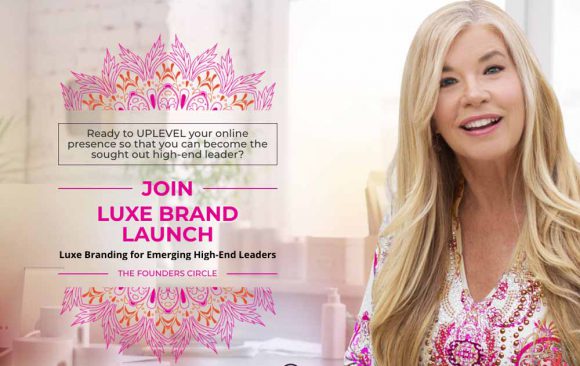 Ready to UPLEVEL your online
presence so that you can become the
sought out high-end leader?
JOIN
LUXE BRAND
LAUNCH
Luxe Branding for Emerging High-End Leaders
THE FOUNDERS CIRCLE